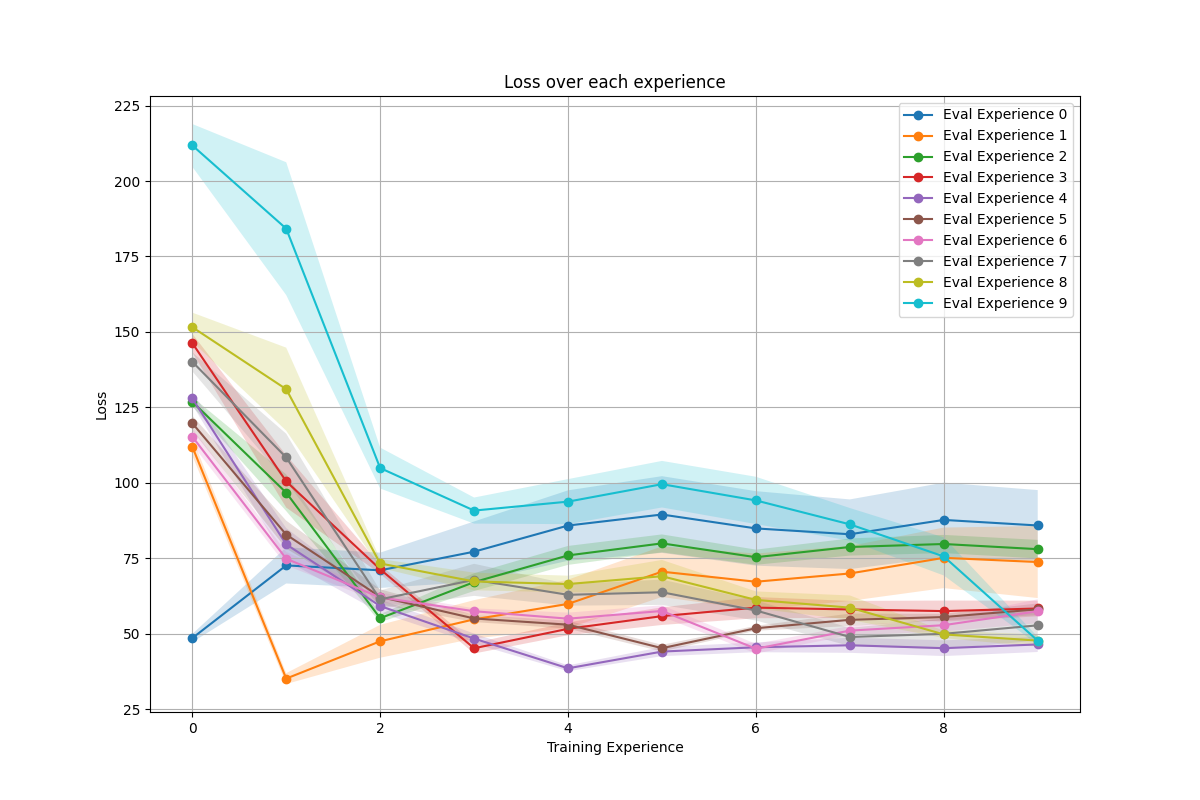 Loss over each experience
225
200
175
150
125
100
75
50
25
Loss
0
2
4
6
8
Training Experience
Eval Experience 0
Eval Experience 1
Eval Experience 2
Eval Experience 3
Eval Experience 4
Eval Experience 5
Eval Experience 6
Eval Experience 7
Eval Experience 8
Eval Experience 9